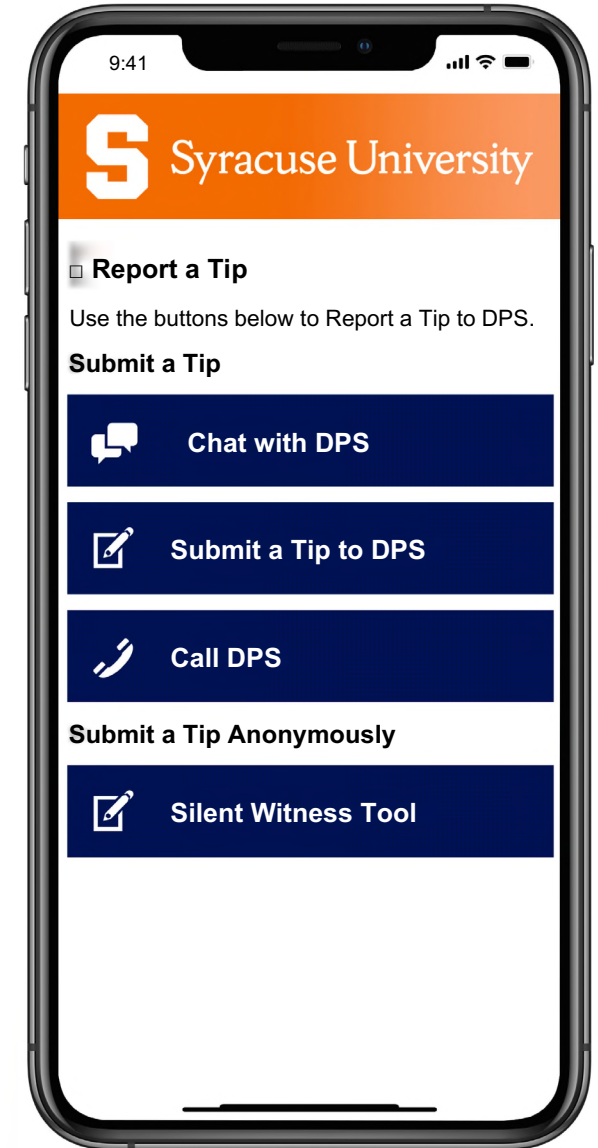 9:41
S Syracuse University
□ Report a Tip
Use the buttons below to Report a Tip to DPS.
Submit a Tip
Chat with DPS
Submit a Tip to DPS
Call DPS
Submit a Tip Anonymously
Silent Witness Tool